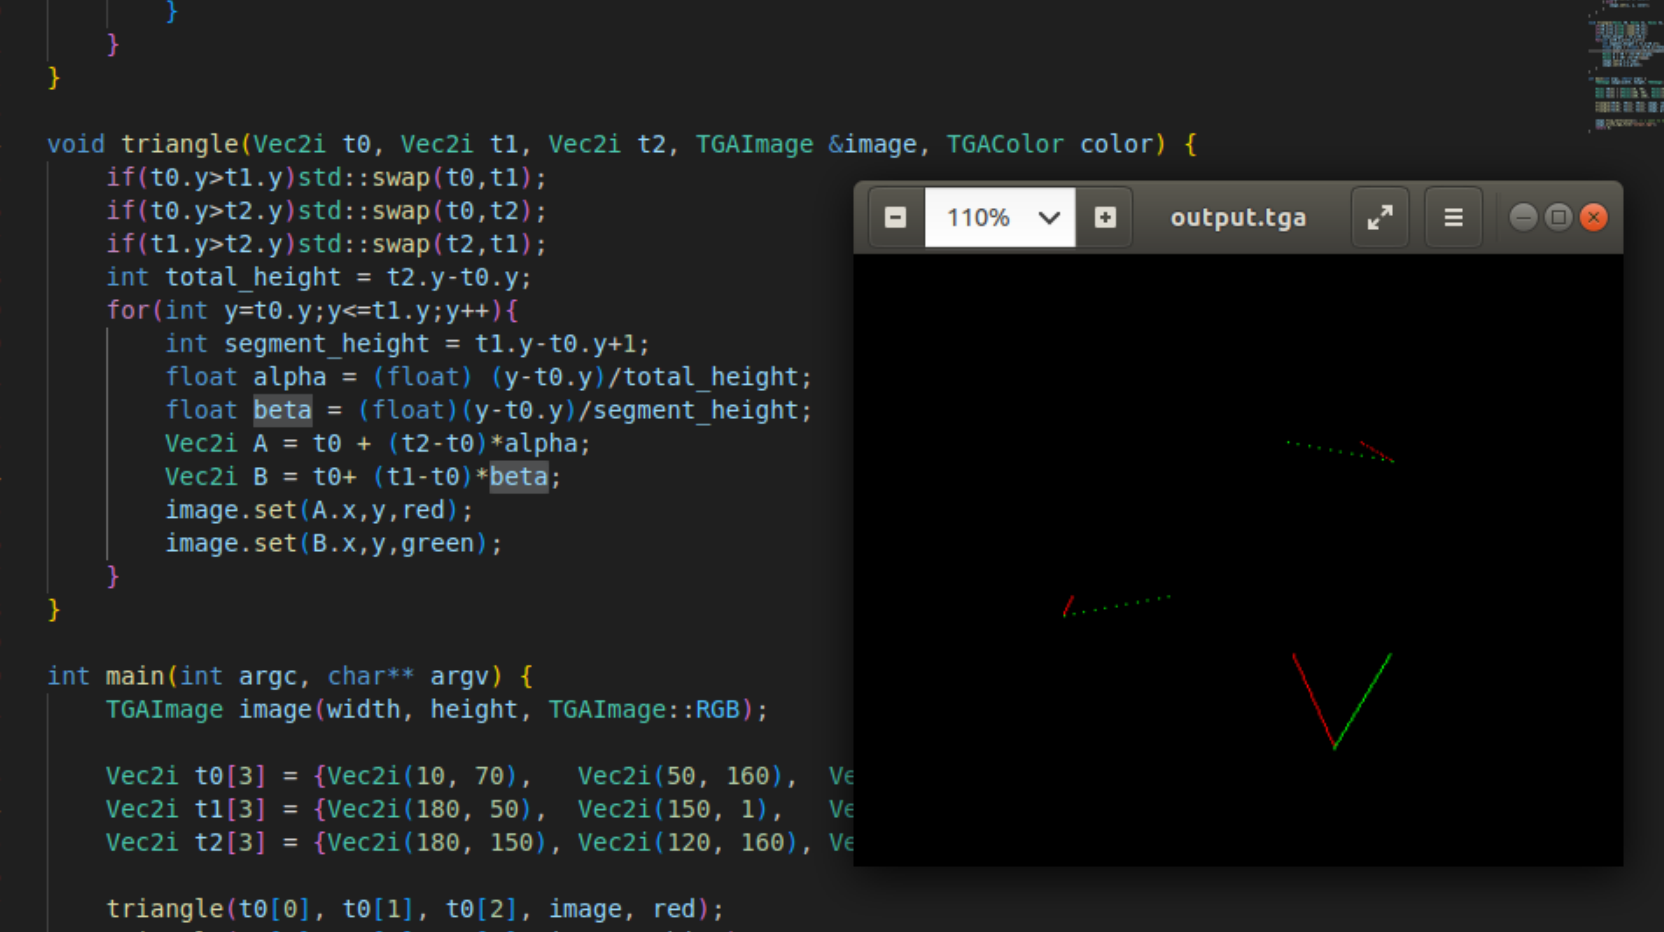 }
}
}
void triangle(Vec2i t0, Vec2i t1, Vec2i t2, TGAImage &image, TGAColor color) {
if(t0.y>t1.y)std::swap(t0,t1);
if(t0.y>t2.y)std::swap(t0,t2);
if(t1.y>t2.y)std::swap(t2,t1);
int total_height = t2.y-t0.y;
for(int y=t0.y;y<=t1.y;y++){
int segment_height = t1.y-t0.y+1;
float alpha = (float) (y-t0.y)/total_height;
float beta = (float)(y-t0.y)/segment_height;
Vec2i A = t0 + (t2-t0)*alpha;
Vec2i B = t0+ (t1-t0)*beta;
image.set(A.x,y,red);
image.set(B.x,y,green);
}
}
int main(int argc, char** argv) {
TGAImage image(width, height, TGAImage::RGB);
Vec2i t0[3] = {Vec2i(10, 70),   Vec2i(50, 160),  Ve
Vec2i t1[3] = {Vec2i(180, 50),  Vec2i(150, 1),   Ve
Vec2i t2[3] = {Vec2i(180, 150), Vec2i(120, 160), Ve
triangle(t0[0], t0[1], t0[2], image, red);
110%
output.tga